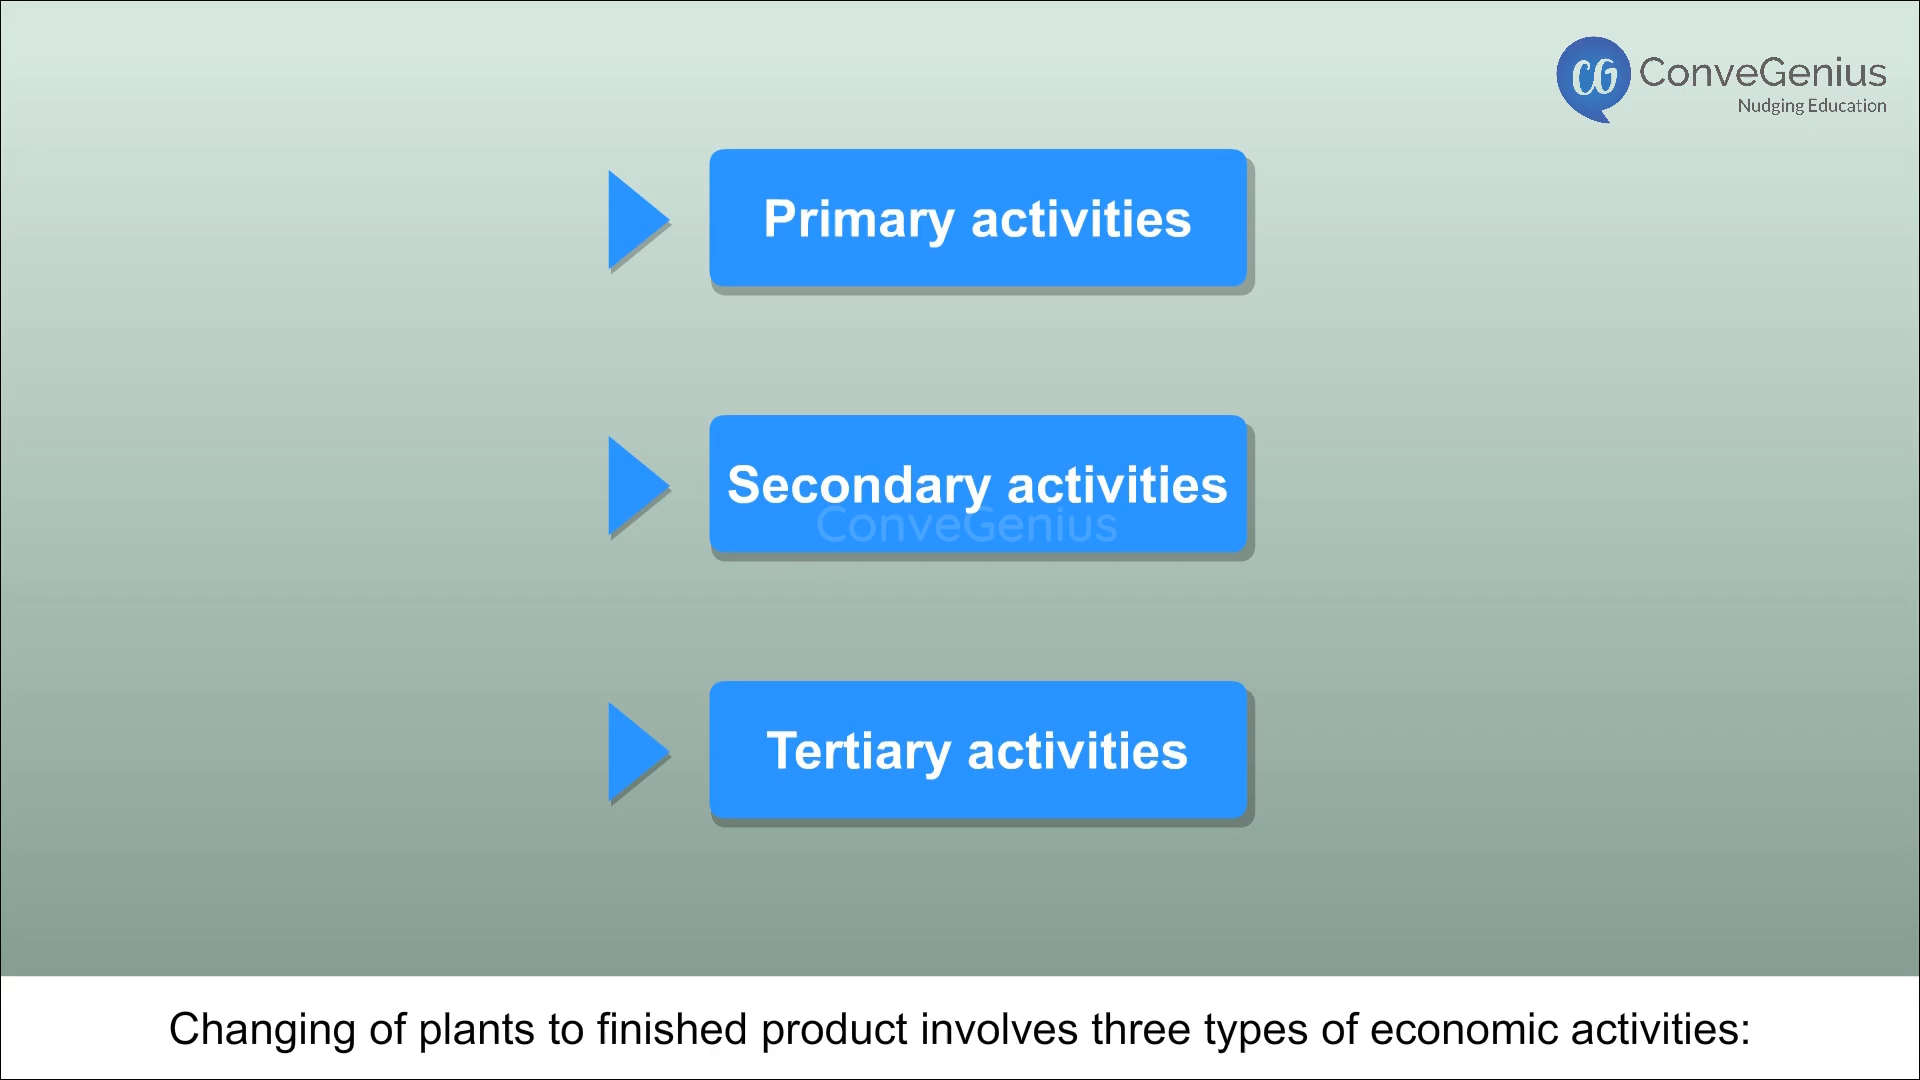 ConveGenius
Nudging Education
Primary activities
Secondary activities
ConveGenius
Tertiary activities
Changing of plants to finished product involves three types of economic activities: